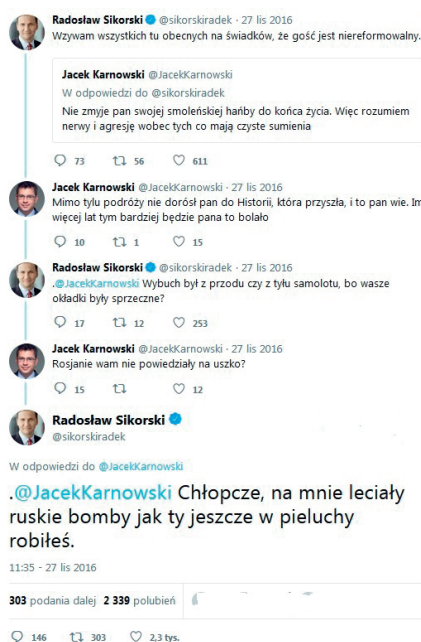 Radosław Sikorski @sikorskiradek · 27 lis 2016
Wzywam wszystkich tu obecnych na świadków, że gość jest niereformowalny.
Jacek Karnowski @JacekKarnowski
W odpowiedzi do @sikorskiradek
Nie zmyje pan swojej smoleńskiej hańby do końca życia. Więc rozumiem
nerwy i agresję wobec tych co mają czyste sumienia
73 56 611
Jacek Karnowski @JacekKarnowski · 27 lis 2016
Mimo tylu podróży nie dorósł pan do Historii, która przyszła, i to pan wie. Im
więcej lat tym bardziej będzie pana to bolało
10 1 15
Radosław Sikorski @sikorskiradek · 27 lis 2016
.@JacekKarnowski Wybuch był z przodu czy z tyłu samolotu, bo wasze
okładki były sprzeczne?
17 12 253
Jacek Karnowski @JacekKarnowski · 27 lis 2016
Rosjanie wam nie powiedziały na uszko?
15 12
Radosław Sikorski
@sikorskiradek
W odpowiedzi do @JacekKarnowski
.@JacekKarnowski Chłopcze, na mnie leciały
ruskie bomby jak ty jeszcze w pieluchy
robiłeś.
11:35 - 27 lis 2016
303 podania dalej 2 339 polubień
146 303 2,3 tys.